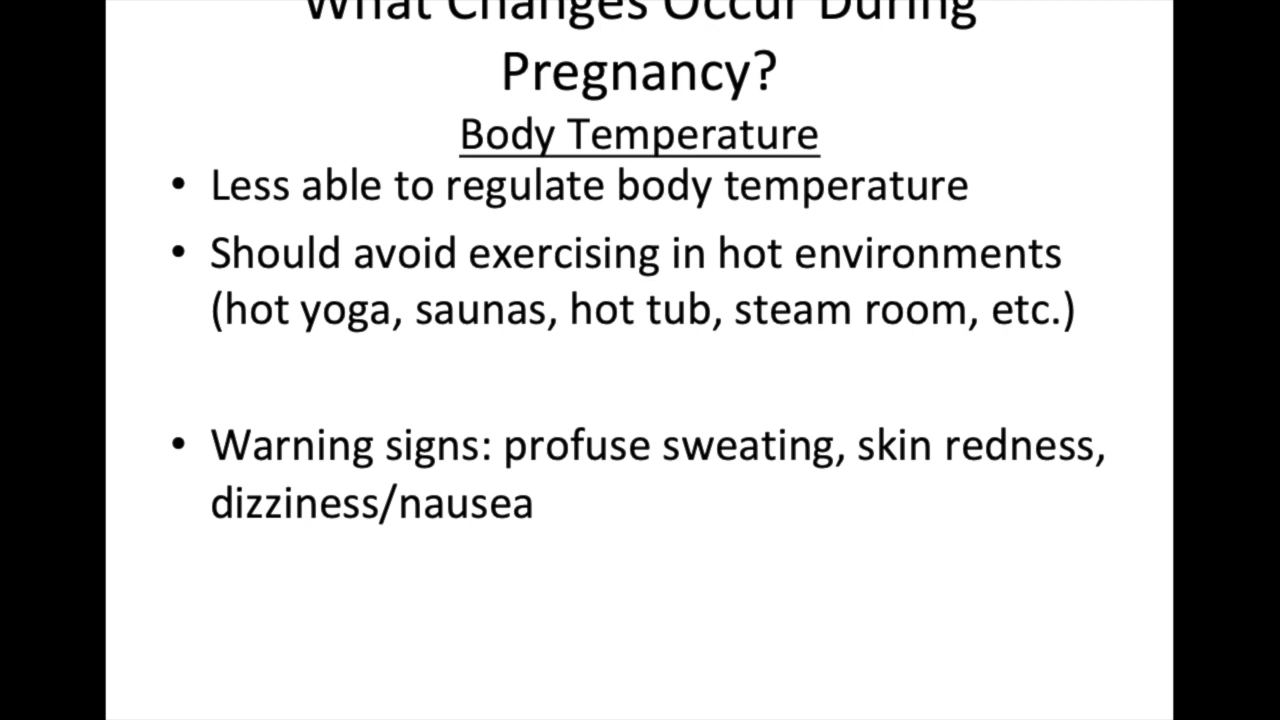 What Changes Occur During
Pregnancy?
Body Temperature
• Less able to regulate body temperature
• Should avoid exercising in hot environments
(hot yoga, saunas, hot tub, steam room, etc.)
• Warning signs: profuse sweating, skin redness,
dizziness/nausea